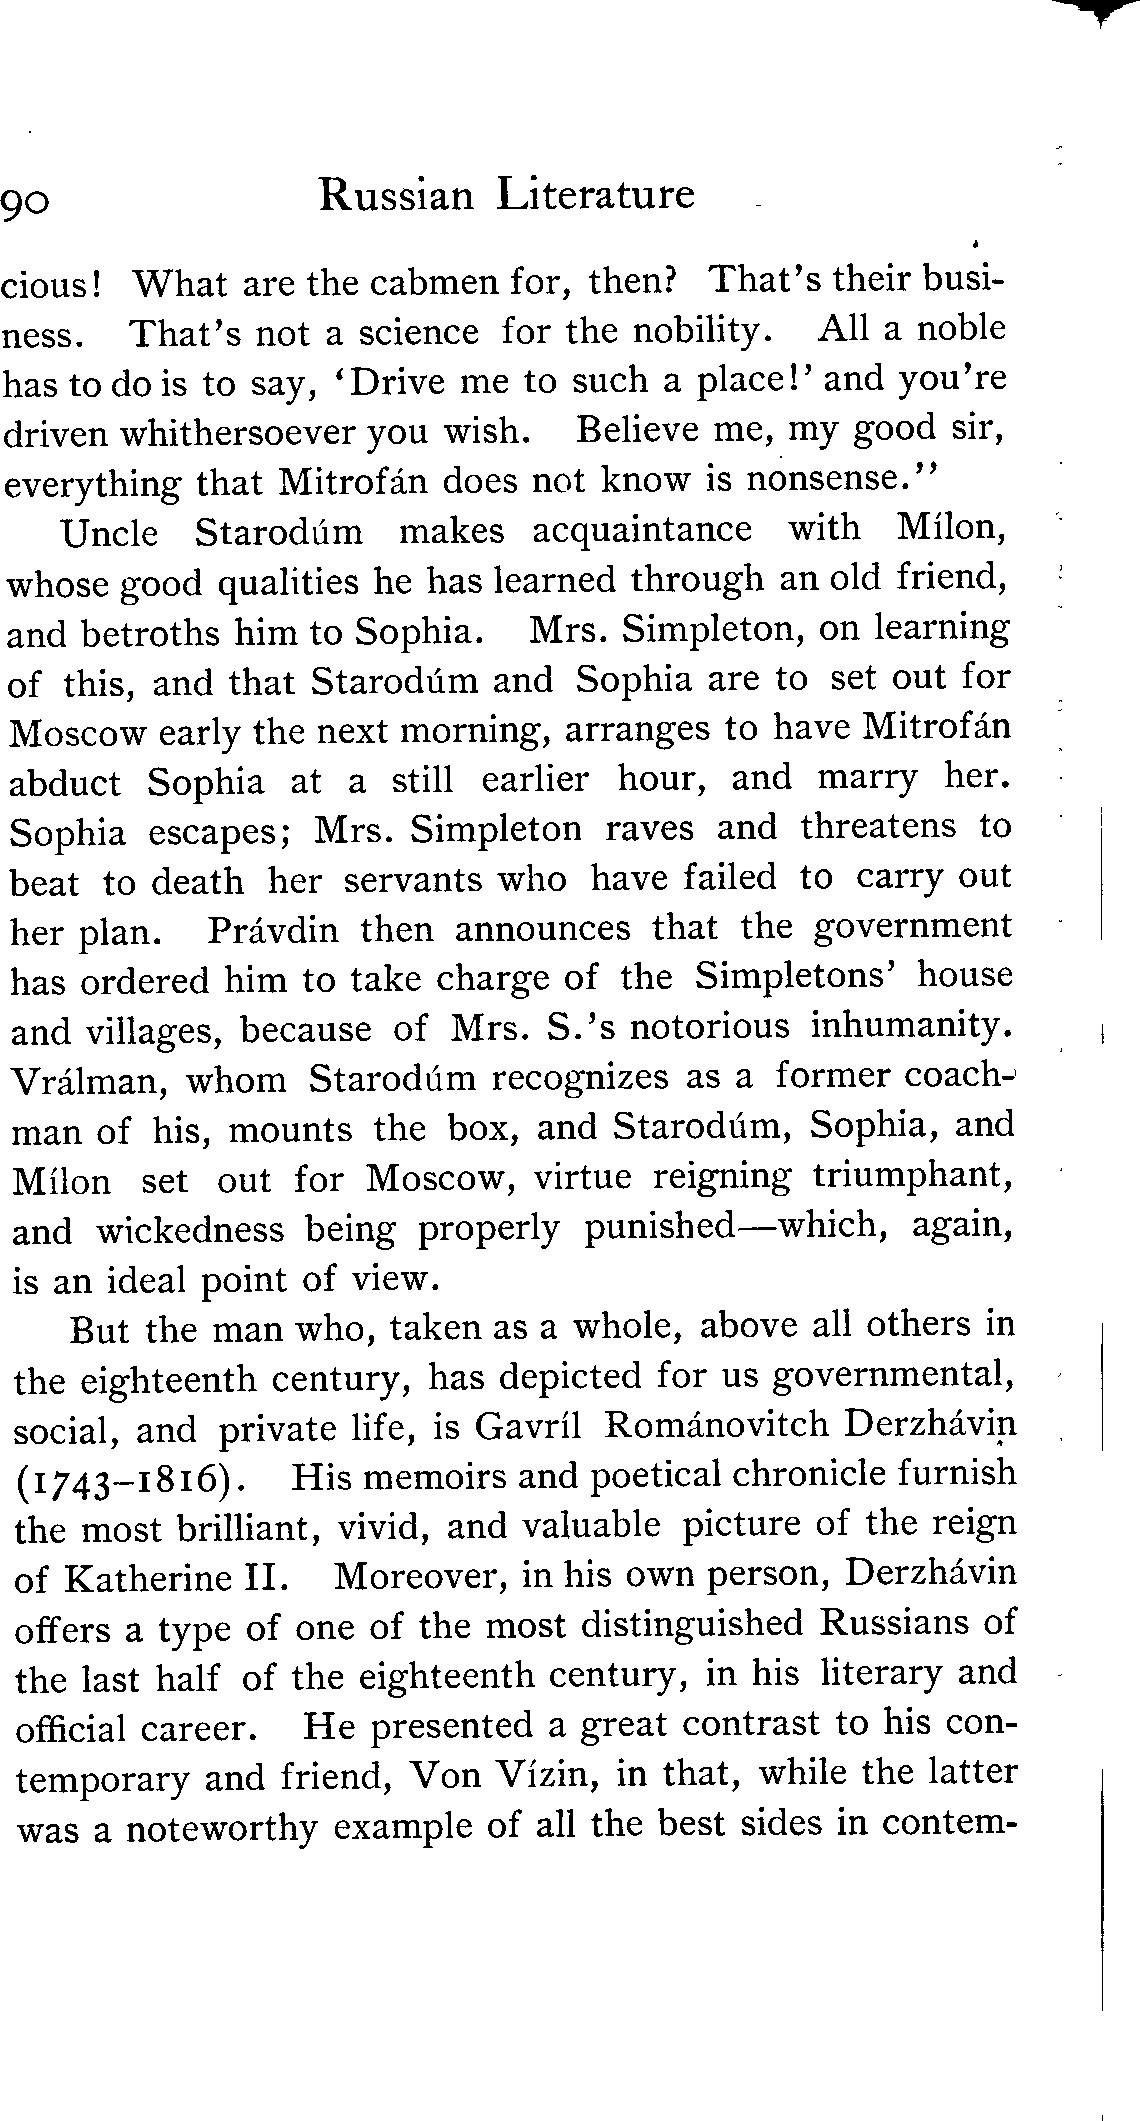 90 Russian Literature
cious! What are the cabmen for, then? That's their busi-
ness. That's not a science for the nobility. All a noble
has to do is to say, 'Drive me to such a place!' and you're
driven whithersoever you wish. Believe me, my good sir,
everything that Mitrofán does not know is nonsense."
Uncle Starodúm makes acquaintance with Mílon,
whose good qualities he has learned through an old friend,
and betroths him to Sophia. Mrs. Simpleton, on learning
of this, and that Starodúm and Sophia are to set out for
Moscow early the next morning, arranges to have Mitrofán
abduct Sophia at a still earlier hour, and marry her.
Sophia escapes; Mrs. Simpleton raves and threatens to
beat to death her servants who have failed to carry out
her plan. Právdin then announces that the government
has ordered him to take charge of the Simpletons' house
and villages, because of Mrs. S.'s notorious inhumanity.
Vrálman, whom Starodúm recognizes as a former coach-
man of his, mounts the box, and Starodúm, Sophia, and
Mílon set out for Moscow, virtue reigning triumphant,
and wickedness being properly punished—which, again,
is an ideal point of view.
But the man who, taken as a whole, above all others in
the eighteenth century, has depicted for us governmental,
social, and private life, is Gavríl Románovitch Derzhávin
(1743–1816). His memoirs and poetical chronicle furnish
the most brilliant, vivid, and valuable picture of the reign
of Katherine II. Moreover, in his own person, Derzhávin
offers a type of one of the most distinguished Russians of
the last half of the eighteenth century, in his literary and
official career. He presented a great contrast to his con-
temporary and friend, Von Vízin, in that, while the latter
was a noteworthy example of all the best sides in contem-